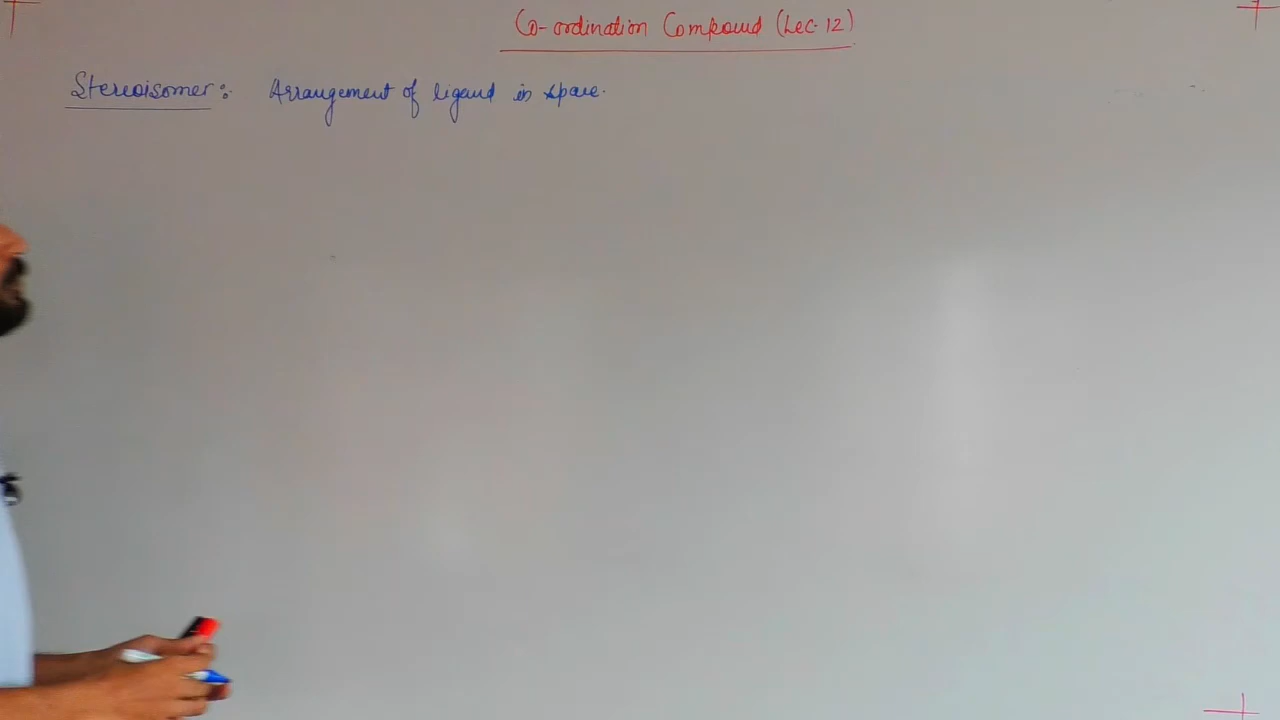 Co-ordination Compound (Lec. 12)
Stereoisomer: Arrangement of ligand in space.